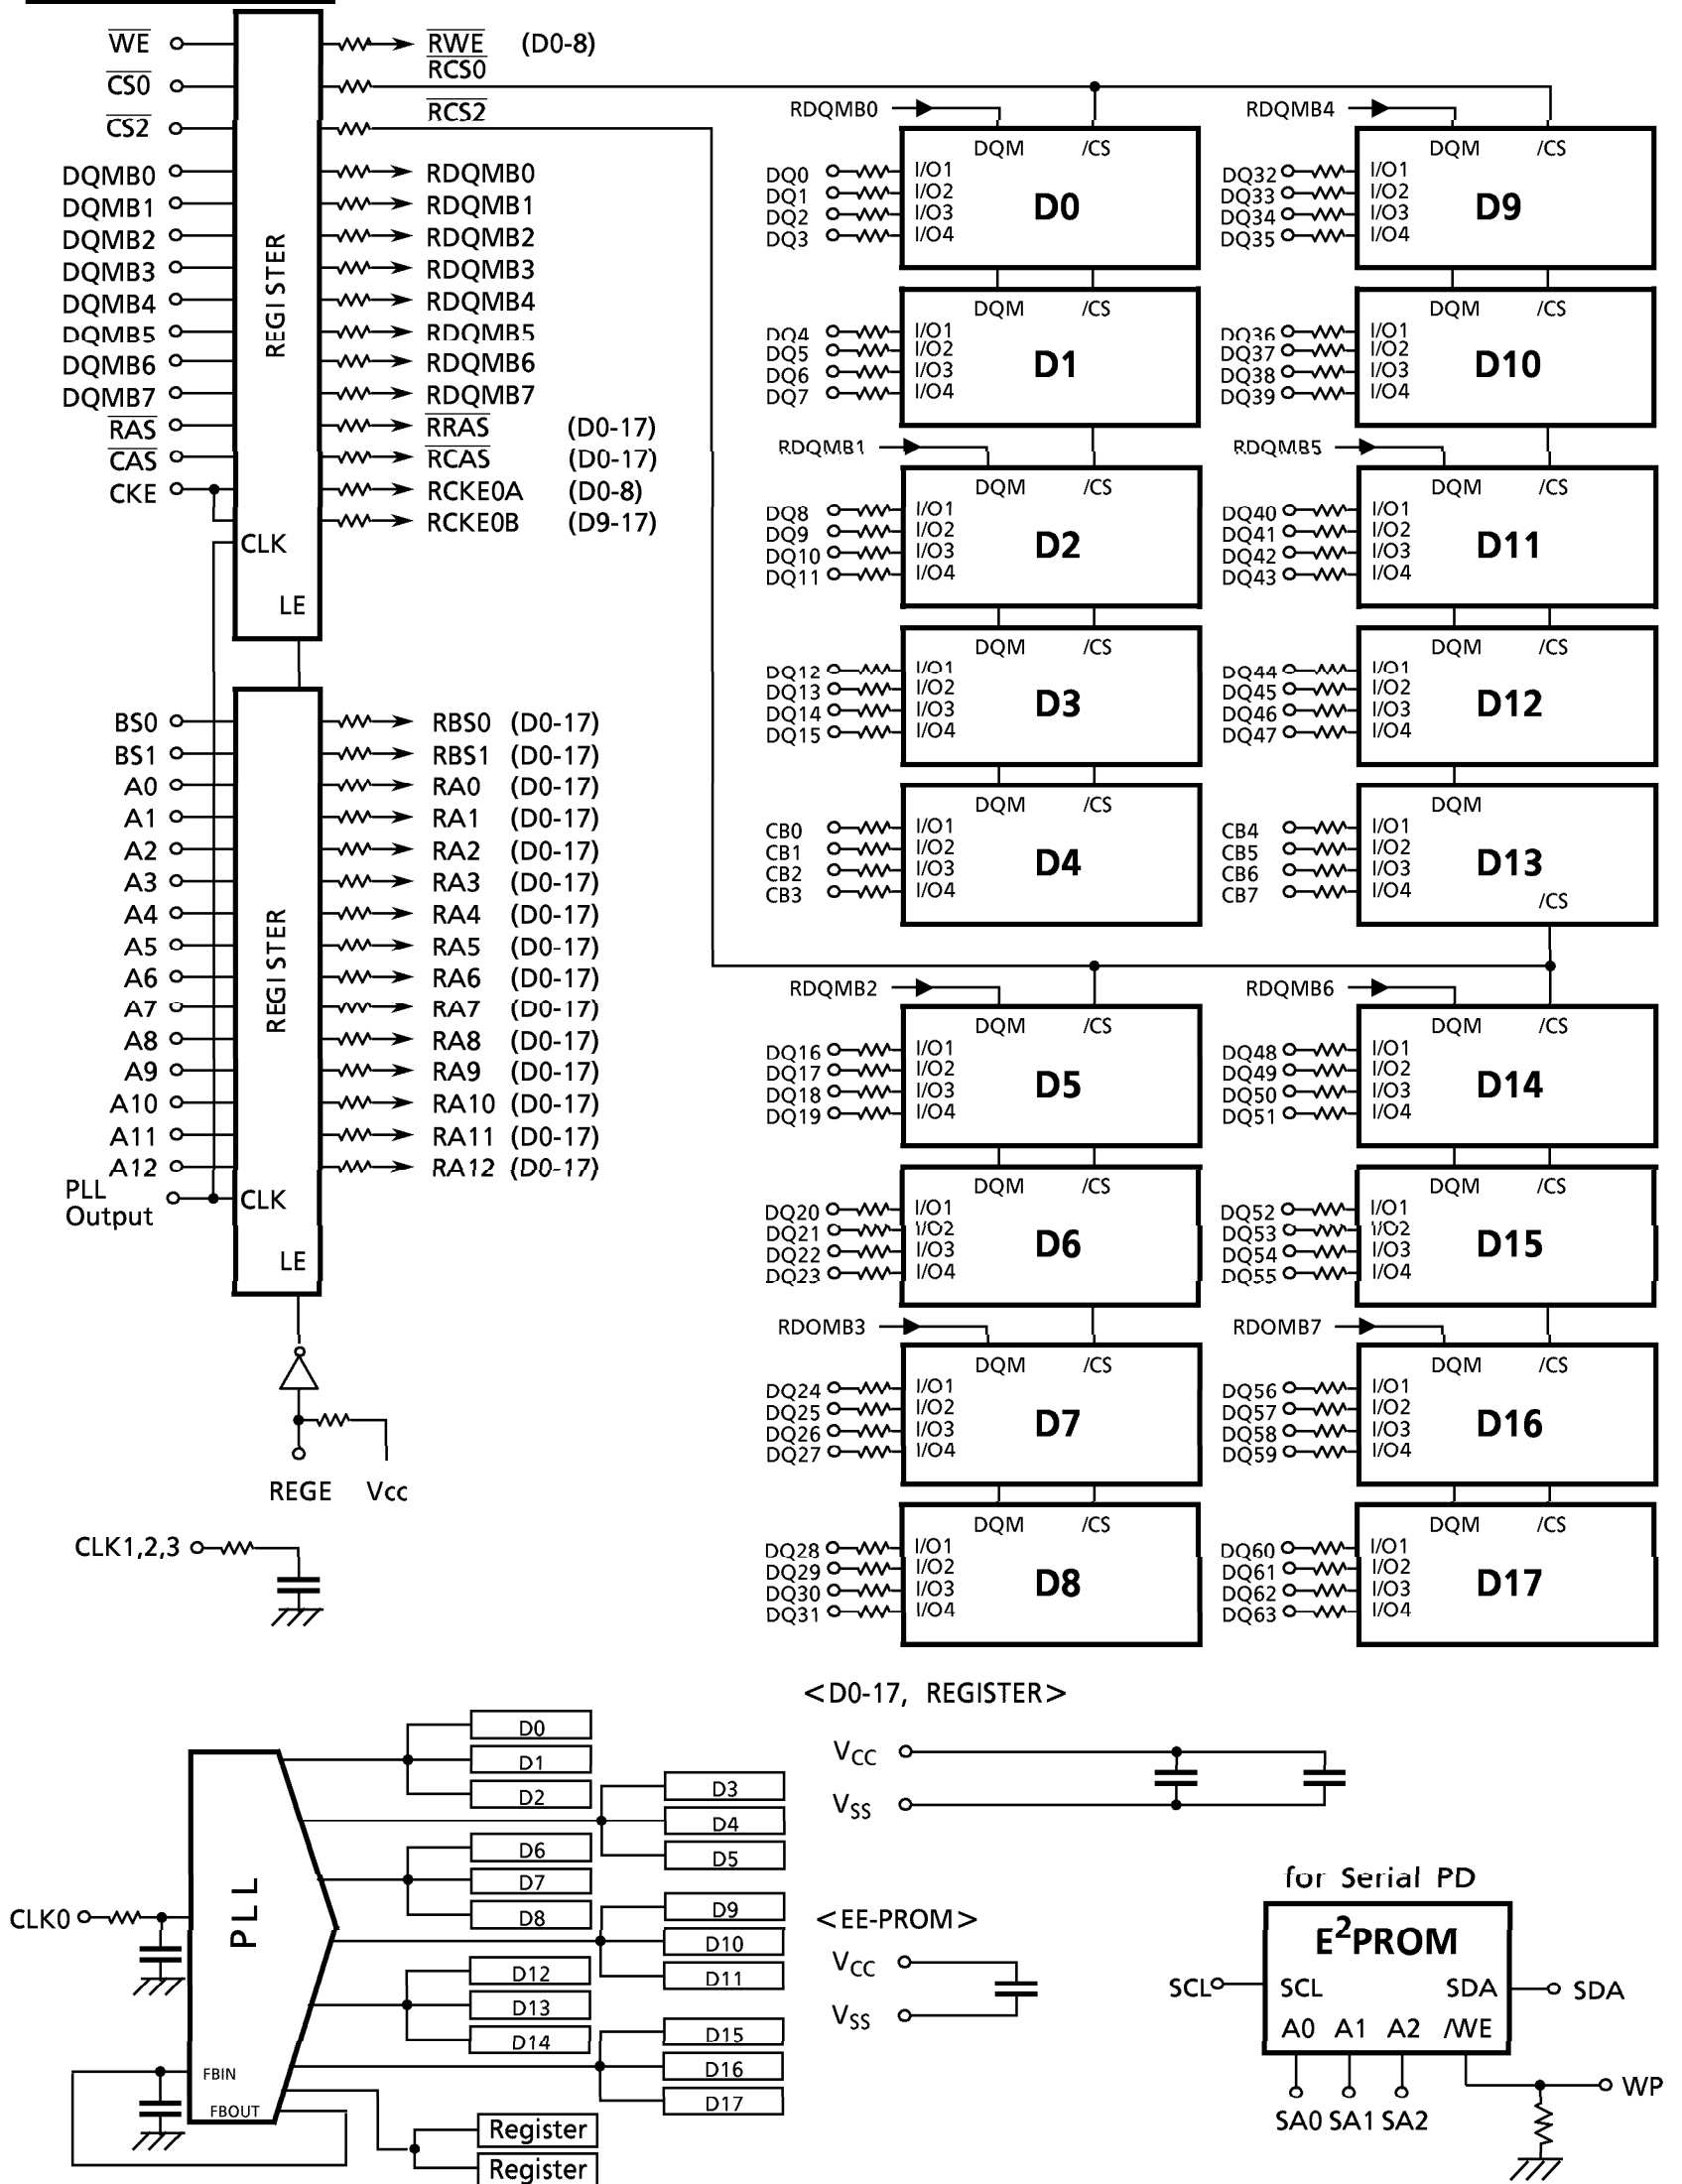 WE RWE (D0-8)
CS0 RCS0
CS2 RCS2
DQMB0 RDQMB0
DQMB1 RDQMB1
DQMB2 RDQMB2
DQMB3 RDQMB3
DQMB4 RDQMB4
DQMB5 RDQMB5
DQMB6 RDQMB6
DQMB7 RDQMB7
RAS RRAS (D0-17)
CAS RCAS (D0-17)
CKE RCKE0A (D0-8)
RCKE0B (D9-17)
REGISTER
CLK
LE
BS0 RBS0 (D0-17)
BS1 RBS1 (D0-17)
A0 RA0 (D0-17)
A1 RA1 (D0-17)
A2 RA2 (D0-17)
A3 RA3 (D0-17)
A4 RA4 (D0-17)
A5 RA5 (D0-17)
A6 RA6 (D0-17)
A7 RA7 (D0-17)
A8 RA8 (D0-17)
A9 RA9 (D0-17)
A10 RA10 (D0-17)
A11 RA11 (D0-17)
A12 RA12 (D0-17)
REGISTER
PLL
Output
CLK
LE
REGE Vcc
CLK1,2,3
RDQMB0
DQM /CS
DQ0 I/O1
DQ1 I/O2
DQ2 I/O3
DQ3 I/O4
D0
DQM /CS
DQ4 I/O1
DQ5 I/O2
DQ6 I/O3
DQ7 I/O4
D1
RDQMB1
DQM /CS
DQ8 I/O1
DQ9 I/O2
DQ10 I/O3
DQ11 I/O4
D2
DQM /CS
DQ12 I/O1
DQ13 I/O2
DQ14 I/O3
DQ15 I/O4
D3
DQM /CS
CB0 I/O1
CB1 I/O2
CB2 I/O3
CB3 I/O4
D4
RDQMB2
DQM /CS
DQ16 I/O1
DQ17 I/O2
DQ18 I/O3
DQ19 I/O4
D5
DQM /CS
DQ20 I/O1
DQ21 I/O2
DQ22 I/O3
DQ23 I/O4
D6
RDOMB3
DQM /CS
DQ24 I/O1
DQ25 I/O2
DQ26 I/O3
DQ27 I/O4
D7
DQM /CS
DQ28 I/O1
DQ29 I/O2
DQ30 I/O3
DQ31 I/O4
D8
RDQMB4
DQM /CS
DQ32 I/O1
DQ33 I/O2
DQ34 I/O3
DQ35 I/O4
D9
DQM /CS
DQ36 I/O1
DQ37 I/O2
DQ38 I/O3
DQ39 I/O4
D10
RDQMB5
DQM /CS
DQ40 I/O1
DQ41 I/O2
DQ42 I/O3
DQ43 I/O4
D11
DQM /CS
DQ44 I/O1
DQ45 I/O2
DQ46 I/O3
DQ47 I/O4
D12
DQM
CB4 I/O1
CB5 I/O2
CB6 I/O3
CB7 I/O4
D13
/CS
RDQMB6
DQM /CS
DQ48 I/O1
DQ49 I/O2
DQ50 I/O3
DQ51 I/O4
D14
DQM /CS
DQ52 I/O1
DQ53 I/O2
DQ54 I/O3
DQ55 I/O4
D15
RDOMB7
DQM /CS
DQ56 I/O1
DQ57 I/O2
DQ58 I/O3
DQ59 I/O4
D16
DQM /CS
DQ60 I/O1
DQ61 I/O2
DQ62 I/O3
DQ63 I/O4
D17
CLK0
PLL
FBIN
FBOUT
D0
D1
D2
D3
D4
D5
D6
D7
D8
D9
D10
D11
D12
D13
D14
D15
D16
D17
Register
Register
<D0-17, REGISTER>
VCC
VSS
<EE-PROM>
VCC
VSS
for Serial PD
E2PROM
SCL SCL SDA SDA
A0 A1 A2 /WE
WP
SA0 SA1 SA2